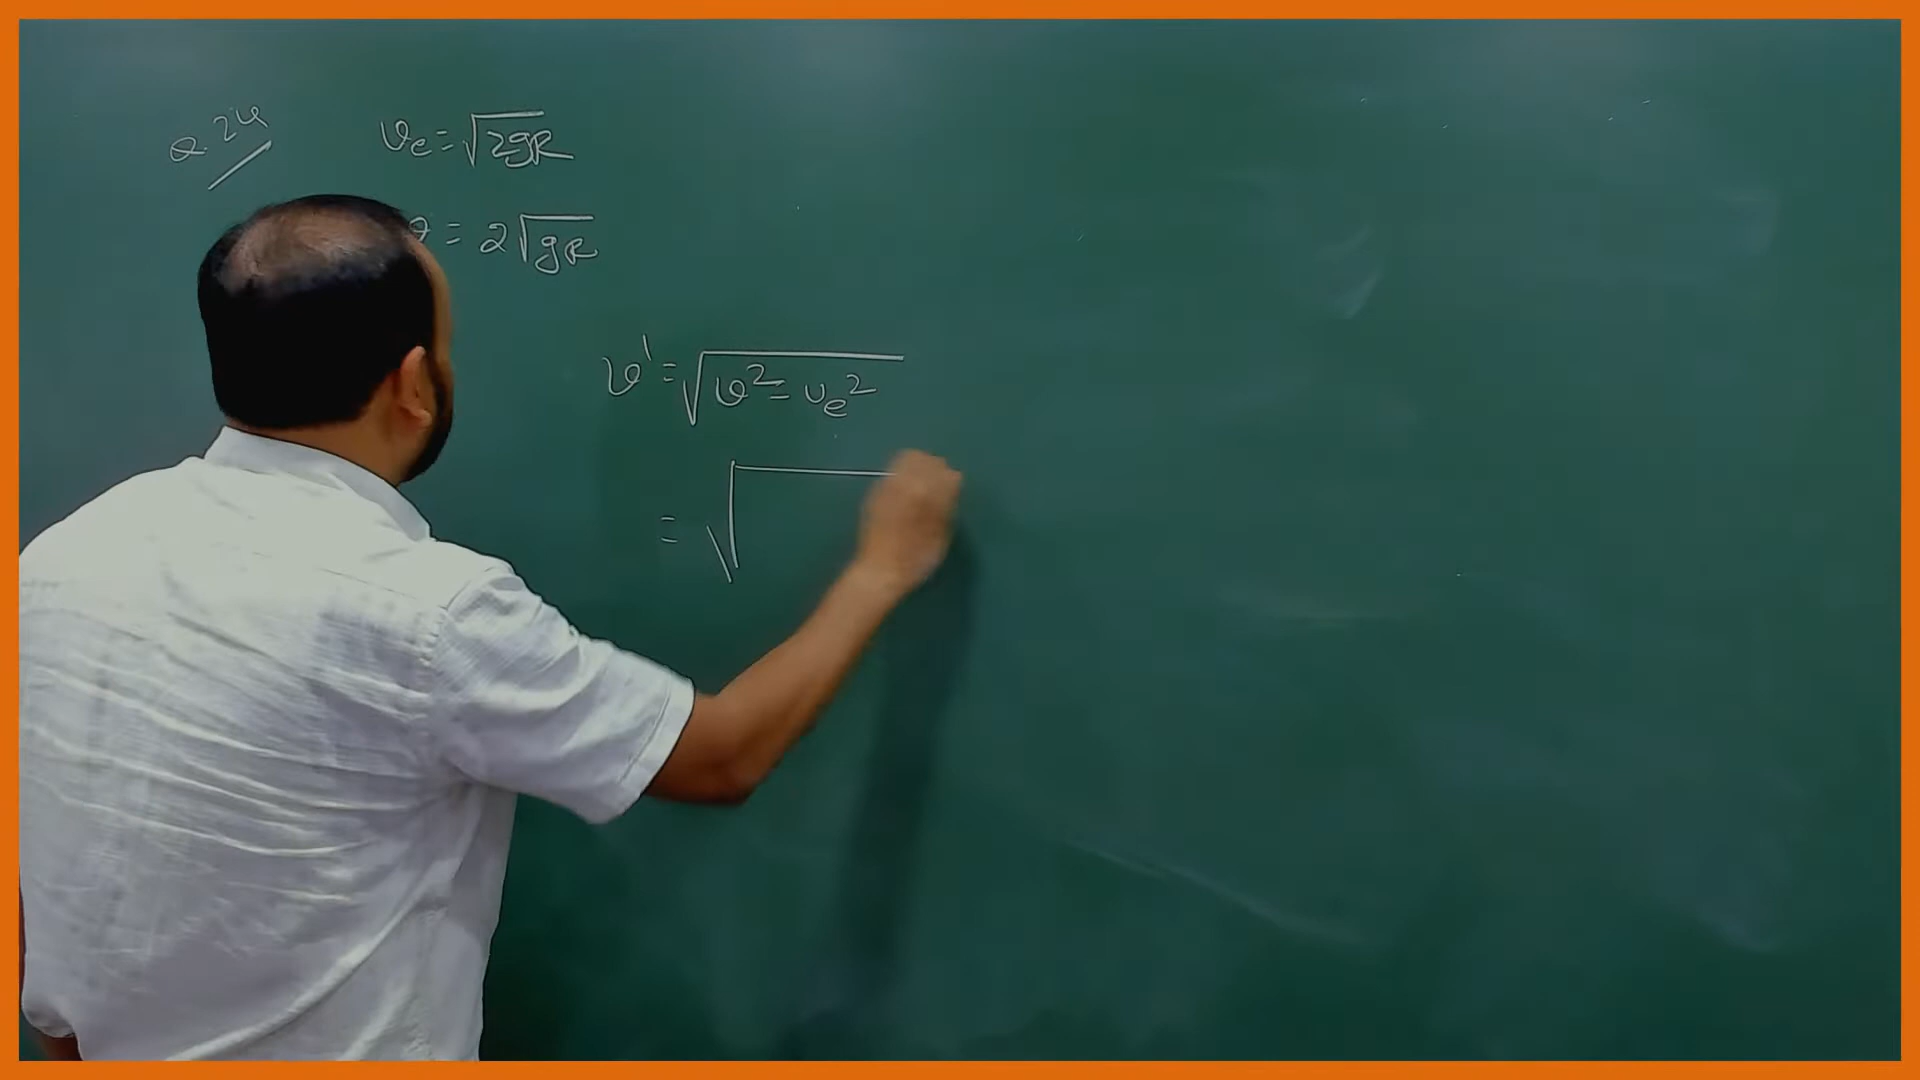 Q.24
ve = √2gR
v = 2√gR
v' = √v² - ve²
= √